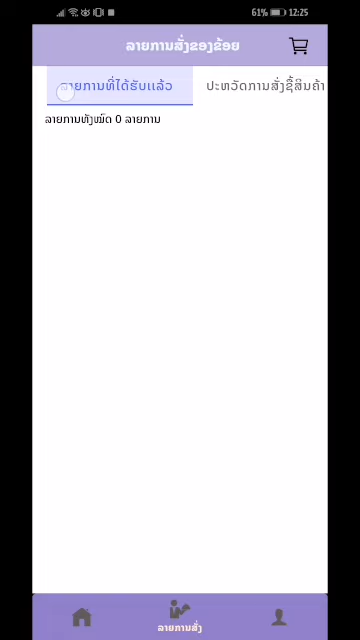 61% 12:25
ລາຍການສັ່ງຂອງຂ້ອຍ
ລາຍການທີ່ໄດ້ຮັບແລ້ວ ປະຫວັດການສັ່ງຊື້ສິນຄ້າ
ລາຍການທັງໝົດ 0 ລາຍການ
ລາຍການສັ່ງ